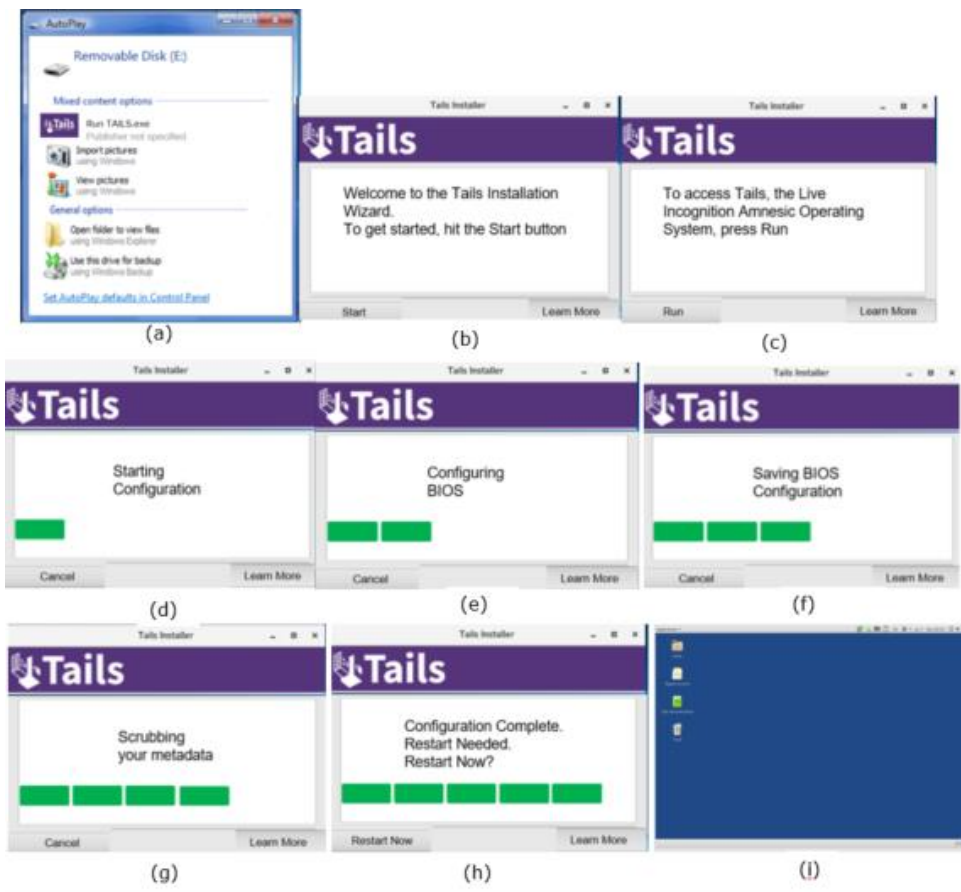 AutoPlay
Removable Disk (E:)
Mixed content options
Tails Run TAILS.exe
Publisher not specified
Import pictures
using Windows
View pictures
using Windows
General options
Open folder to view files
using Windows Explorer
Use this drive for backup
using Windows Backup
Set AutoPlay defaults in Control Panel
(a)
Tails Installer
Tails
Welcome to the Tails Installation
Wizard.
To get started, hit the Start button
Start Learn More
(b)
Tails Installer
Tails
To access Tails, the Live
Incognition Amnesic Operating
System, press Run
Run Learn More
(c)
Tails Installer
Tails
Starting
Configuration
Cancel Learn More
(d)
Tails Installer
Tails
Configuring
BIOS
Cancel Learn More
(e)
Tails Installer
Tails
Saving BIOS
Configuration
Cancel Learn More
(f)
Tails Installer
Tails
Scrubbing
your metadata
Cancel Learn More
(g)
Tails Installer
Tails
Configuration Complete.
Restart Needed.
Restart Now?
Restart Now Learn More
(h)
(i)